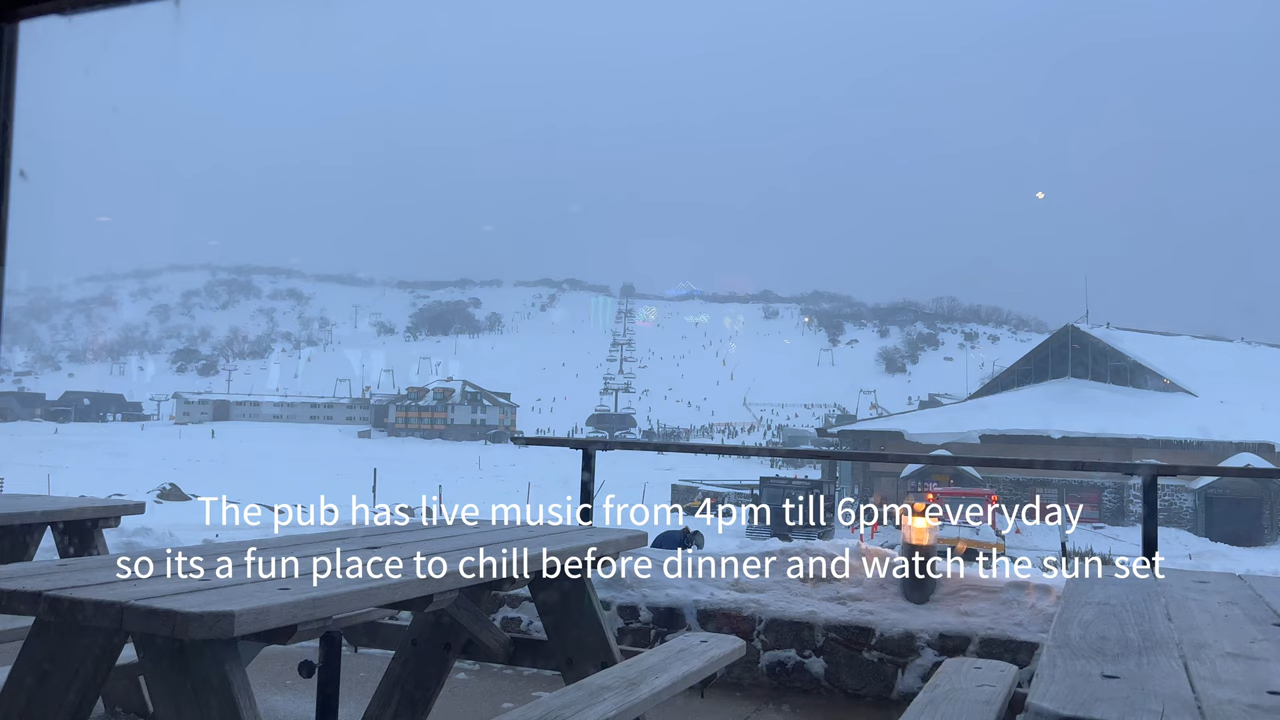 The pub has live music from 4pm till 6pm everyday
so its a fun place to chill before dinner and watch the sun set